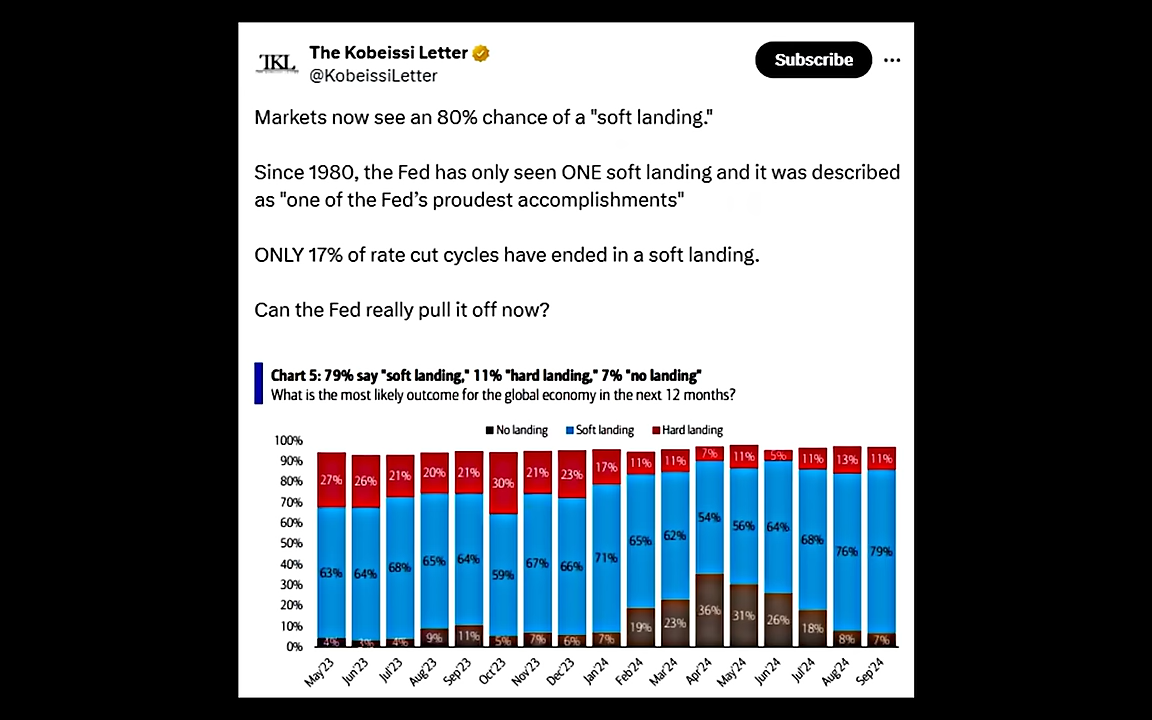 TKL
The Kobeissi Letter
@KobeissiLetter
Subscribe
Markets now see an 80% chance of a "soft landing."
Since 1980, the Fed has only seen ONE soft landing and it was described
as "one of the Fed’s proudest accomplishments"
ONLY 17% of rate cut cycles have ended in a soft landing.
Can the Fed really pull it off now?
Chart 5: 79% say "soft landing," 11% "hard landing," 7% "no landing"
What is the most likely outcome for the global economy in the next 12 months?
No landing Soft landing Hard landing
100%
90%
80%
70%
60%
50%
40%
30%
20%
10%
0%
27% 26% 21% 20% 21% 30% 21% 23% 17% 11% 11% 7% 11% 5% 11% 13% 11%
63% 64% 68% 65% 64% 59% 67% 66% 71% 65% 62% 54% 56% 64% 68% 76% 79%
4% 3% 4% 9% 11% 5% 7% 6% 7% 19% 23% 36% 31% 26% 18% 8% 7%
May'23 Jun'23 Jul'23 Aug'23 Sep'23 Oct'23 Nov'23 Dec'23 Jan'24 Feb'24 Mar'24 Apr'24 May'24 Jun'24 Jul'24 Aug'24 Sep'24